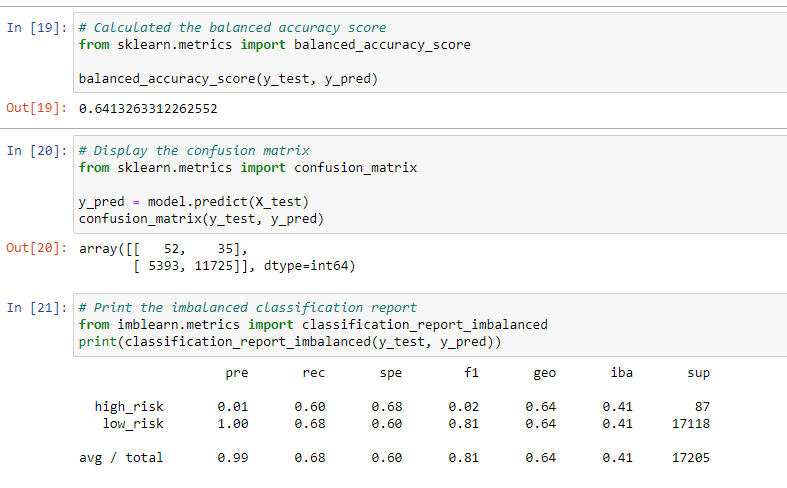 In [19]: # Calculated the balanced accuracy score
from sklearn.metrics import balanced_accuracy_score
balanced_accuracy_score(y_test, y_pred)
Out[19]: 0.6413263312262552
In [20]: # Display the confusion matrix
from sklearn.metrics import confusion_matrix
y_pred = model.predict(X_test)
confusion_matrix(y_test, y_pred)
Out[20]: array([[   52,    35],
       [ 5393, 11725]], dtype=int64)
In [21]: # Print the imbalanced classification report
from imblearn.metrics import classification_report_imbalanced
print(classification_report_imbalanced(y_test, y_pred))
pre rec spe f1 geo iba sup
high_risk 0.01 0.60 0.68 0.02 0.64 0.41 87
low_risk 1.00 0.68 0.60 0.81 0.64 0.41 17118
avg / total 0.99 0.68 0.60 0.81 0.64 0.41 17205